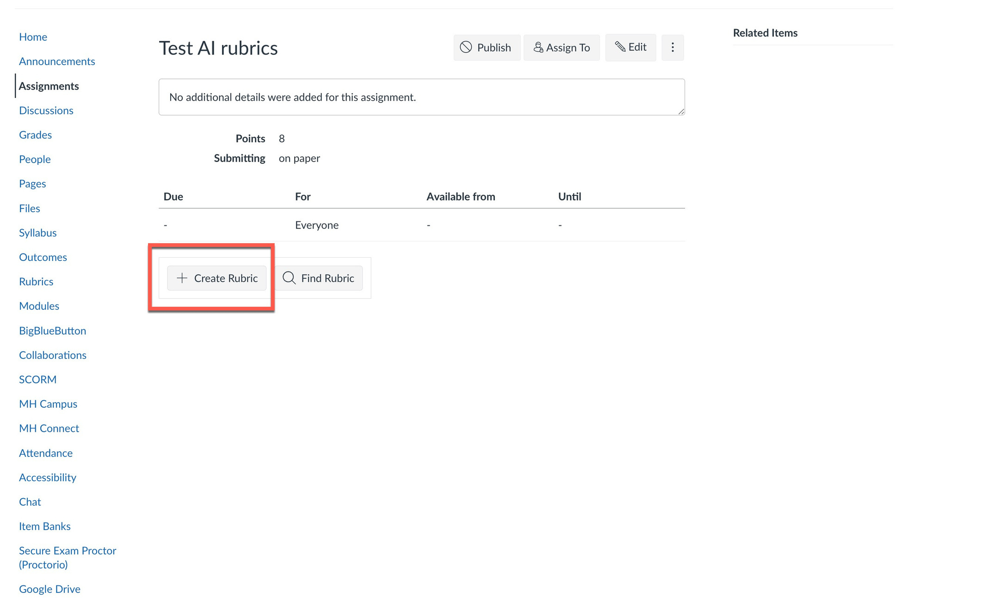 Home
Announcements
Assignments
Discussions
Grades
People
Pages
Files
Syllabus
Outcomes
Rubrics
Modules
BigBlueButton
Collaborations
SCORM
MH Campus
MH Connect
Attendance
Accessibility
Chat
Item Banks
Secure Exam Proctor
(Proctorio)
Google Drive
Test AI rubrics
Publish
Assign To
Edit
No additional details were added for this assignment.
Points 8
Submitting on paper
Due For Available from Until
- Everyone - -
Create Rubric
Find Rubric
Related Items